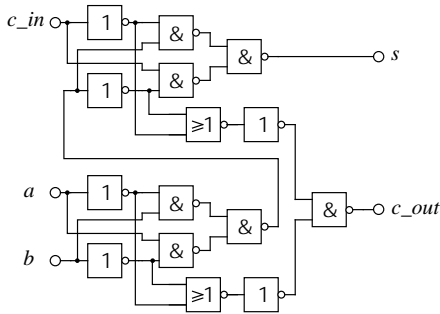 c_in 1 & & s
1 &
≥1 1
a 1 & & c_out
b 1 & &
≥1 1